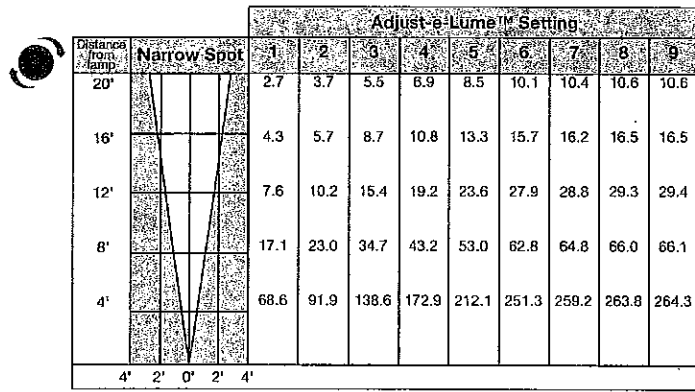 Adjust-e-Lume™ Setting
Distance from lamp Narrow Spot 1 2 3 4 5 6 7 8 9
20' 2.7 3.7 5.5 6.9 8.5 10.1 10.4 10.6 10.6
16' 4.3 5.7 8.7 10.8 13.3 15.7 16.2 16.5 16.5
12' 7.6 10.2 15.4 19.2 23.6 27.9 28.8 29.3 29.4
8' 17.1 23.0 34.7 43.2 53.0 62.8 64.8 66.0 66.1
4' 68.6 91.9 138.6 172.9 212.1 251.3 259.2 263.8 264.3
4' 2' 0' 2' 4'